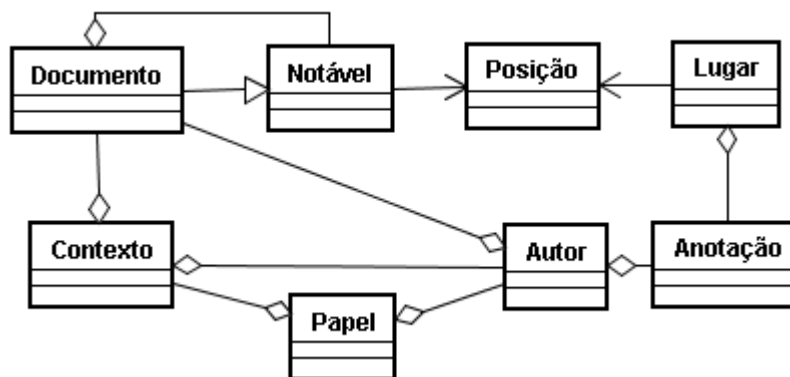 Documento
Notável
Posição
Lugar
Contexto
Autor
Anotação
Papel